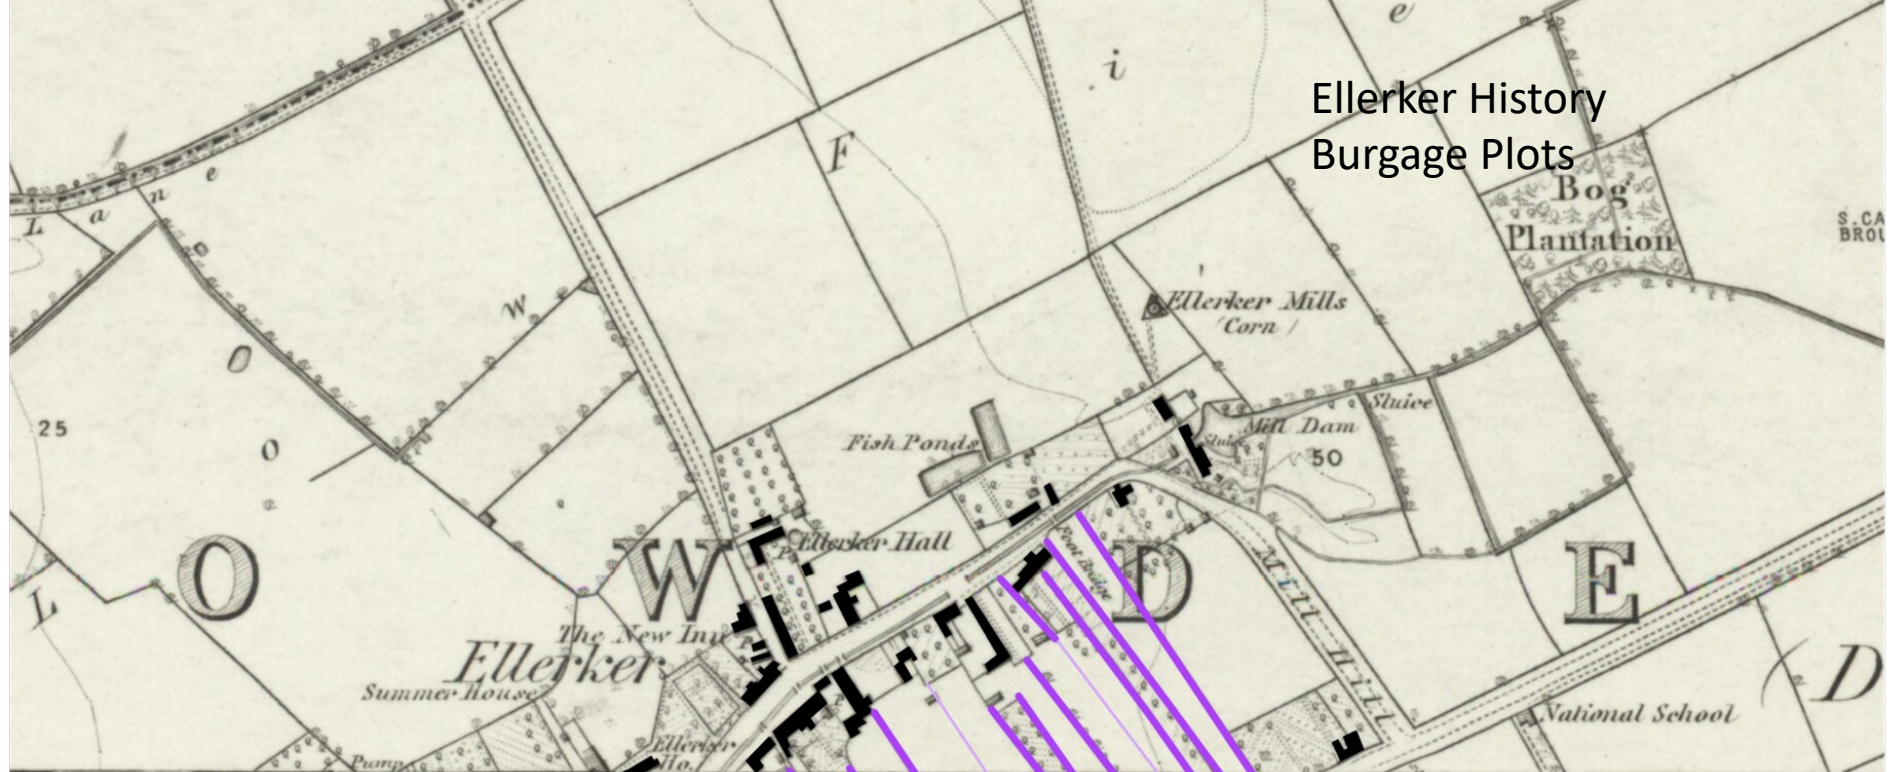 e
i
Ellerker History
Burgage Plots
F
Bog
Plantation
L a n e
S.CA
BROU
W
Ellerker Mills
(Corn)
25
Fish Ponds
Sluice
Mill Dam
Sluice
50
O W D E
Ellerker Hall
Foot Bridge
Mill Hill
L
The New Inn
P
Ellerker
Summer House
D
National School
Ellerker
Ho.
Pump